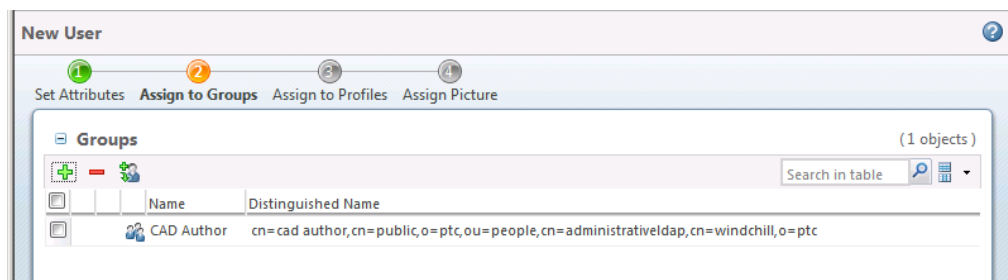 New User
1 2 3 4
Set Attributes Assign to Groups Assign to Profiles Assign Picture
Groups (1 objects)
Search in table
Name Distinguished Name
CAD Author cn=cad author,cn=public,o=ptc,ou=people,cn=administrativeldap,cn=windchill,o=ptc